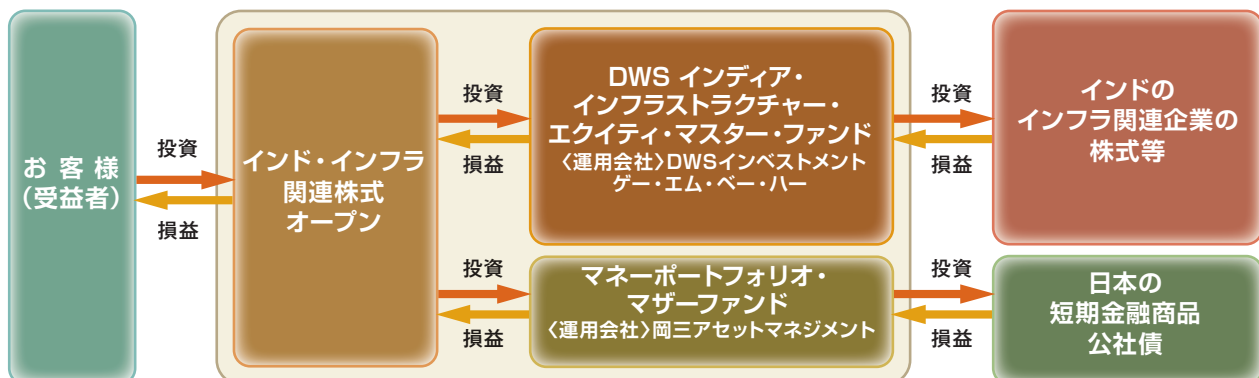 お客様
(受益者)
投資
損益
インド・インフラ
関連株式
オープン
投資
損益
DWS インディア・
インフラストラクチャー・
エクイティ・マスター・ファンド
〈運用会社〉DWSインベストメント
ゲー・エム・ベー・ハー
投資
損益
インドの
インフラ関連企業の
株式等
投資
損益
マネーポートフォリオ・
マザーファンド
〈運用会社〉岡三アセットマネジメント
投資
損益
日本の
短期金融商品
公社債